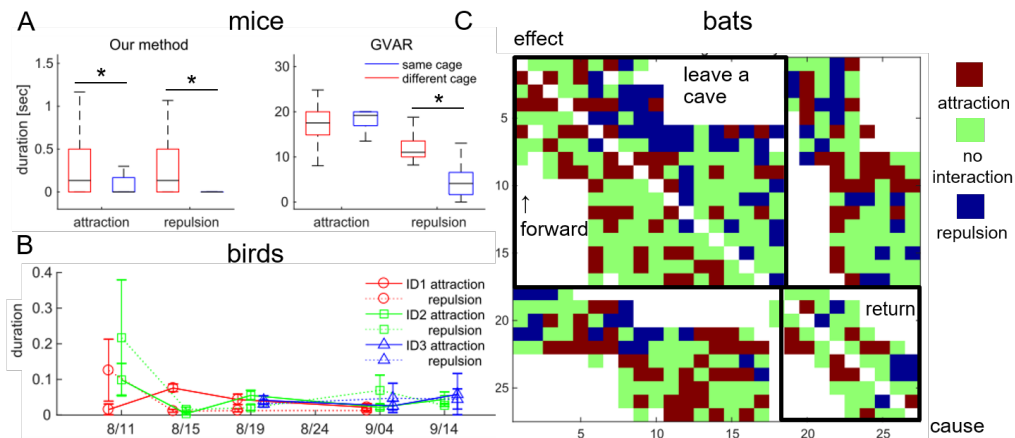 A
mice
Our method
GVAR
same cage
different cage
*
*
*
duration [sec]
1.5
1
0.5
0
30
20
10
0
attraction
repulsion
attraction
repulsion
B
birds
ID1 attraction
repulsion
ID2 attraction
repulsion
ID3 attraction
repulsion
duration
0.4
0.3
0.2
0.1
0
8/11
8/15
8/19
8/24
9/04
9/14
C
bats
effect
leave a
cave
↑
forward
return
5
10
15
20
25
5
10
15
20
25
cause
attraction
no
interaction
repulsion